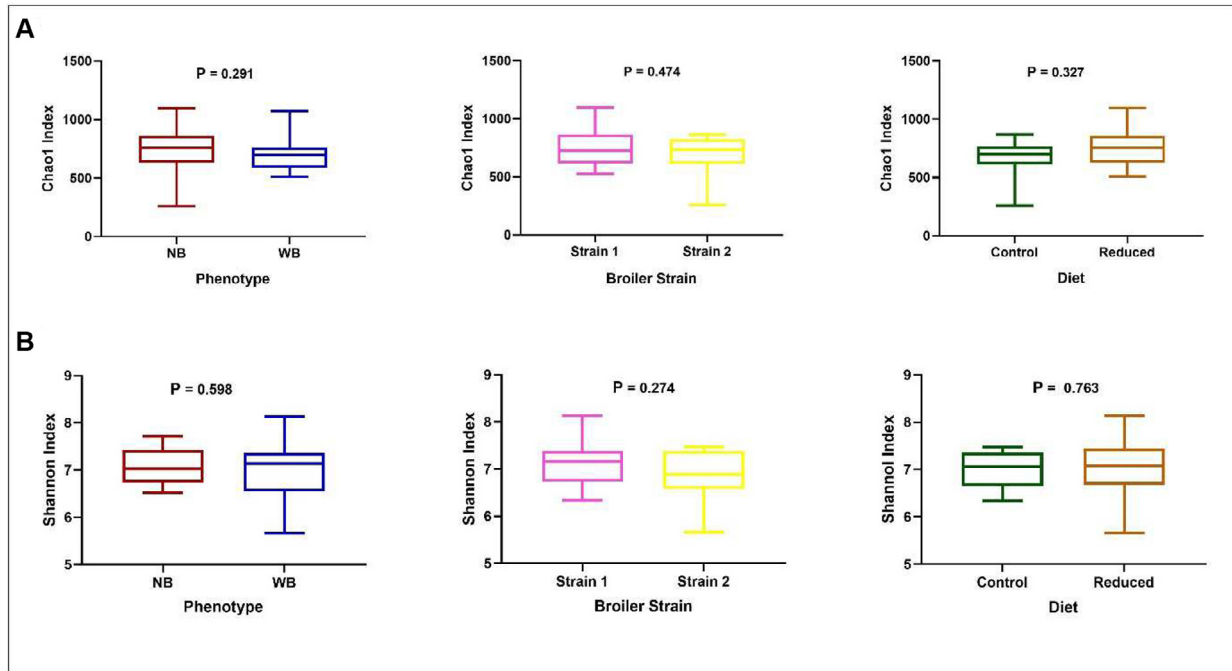 A
P = 0.291
1500
1000
500
0
Chao1 Index
NB WB
Phenotype
P = 0.474
1500
1000
500
0
Chao1 Index
Strain 1 Strain 2
Broiler Strain
P = 0.327
1500
1000
500
0
Chao1 Index
Control Reduced
Diet
B
P = 0.598
9
8
7
6
5
Shannon Index
NB WB
Phenotype
P = 0.274
9
8
7
6
5
Shannon Index
Strain 1 Strain 2
Broiler Strain
P = 0.763
9
8
7
6
5
Shannol Index
Control Reduced
Diet